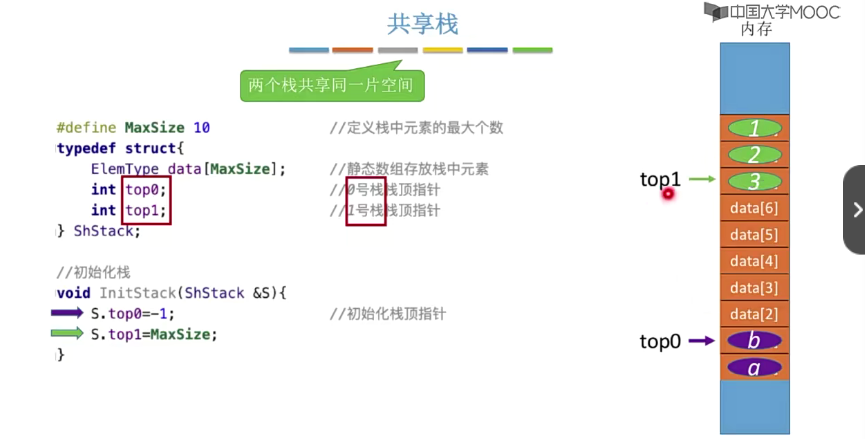 中国大学MOOC
共享栈
内存
两个栈共享同一片空间
#define MaxSize 10 //定义栈中元素的最大个数
typedef struct{
ElemType data[MaxSize]; //静态数组存放栈中元素
int top0; //0号栈栈顶指针
int top1; //1号栈栈顶指针
} ShStack;
//初始化栈
void InitStack(ShStack &S){
S.top0=-1; //初始化栈顶指针
S.top1=MaxSize;
}
1
2
top1
3
data[6]
data[5]
data[4]
data[3]
data[2]
top0
b
a